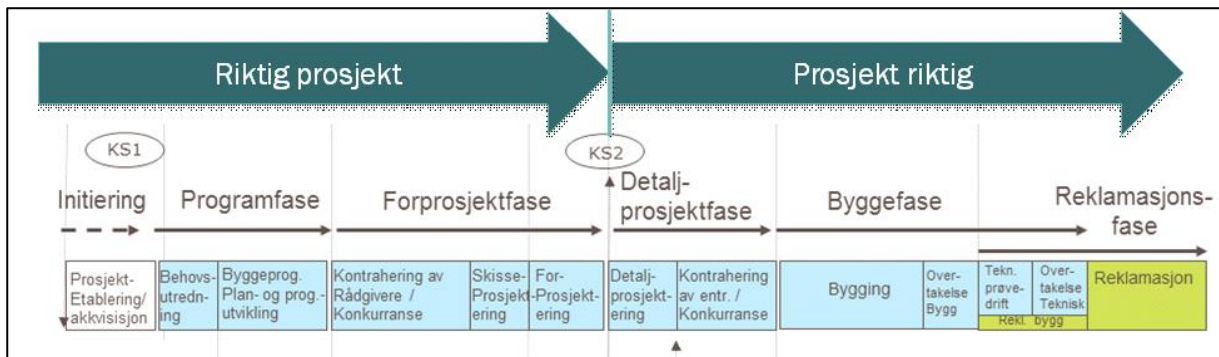 Riktig prosjekt
Prosjekt riktig
KS1
KS2
Initiering
Programfase
Forprosjektfase
Detalj-
prosjektfase
Byggefase
Reklamasjons-
fase
Prosjekt-
Etablering/
akkvisisjon
Behovs-
utredn-
ing
Byggeprog.
Plan- og prog.-
utvikling
Kontrahering av
Rådgivere /
Konkurranse
Skisse-
Prosjekt
ering
For-
-Prosjekt-
ering
Detalj-
prosjekt-
ering
Kontrahering
av entr. /
Konkurranse
Bygging
Over-
takelse
Bygg
Tekn.
prøve-
drift
Over-
takelse
Teknisk
Rekl. bygg
Reklamasjon